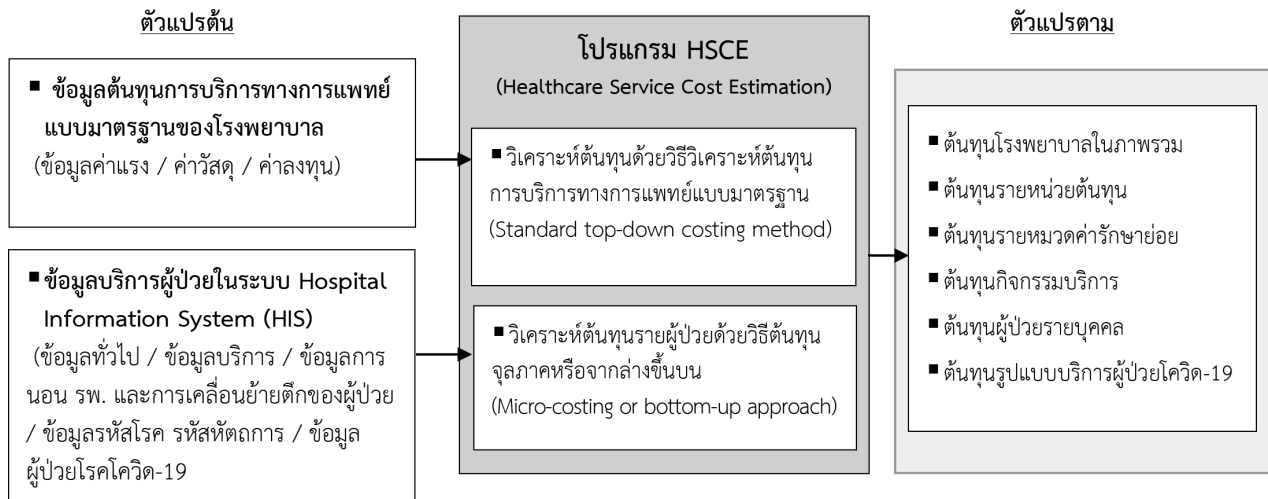 ตัวแปรต้น
■ ข้อมูลต้นทุนการบริการทางการแพทย์
แบบมาตรฐานของโรงพยาบาล
(ข้อมูลค่าแรง / ค่าวัสดุ / ค่าลงทุน)
■ ข้อมูลบริการผู้ป่วยในระบบ Hospital
Information System (HIS)
(ข้อมูลทั่วไป / ข้อมูลบริการ / ข้อมูลการ
นอน รพ. และการเคลื่อนย้ายตึกของผู้ป่วย
/ ข้อมูลรหัสโรค รหัสหัตถการ / ข้อมูล
ผู้ป่วยโรคโควิด-19
โปรแกรม HSCE
(Healthcare Service Cost Estimation)
■ วิเคราะห์ต้นทุนด้วยวิธีวิเคราะห์ต้นทุน
การบริการทางการแพทย์แบบมาตรฐาน
(Standard top-down costing method)
■ วิเคราะห์ต้นทุนรายผู้ป่วยด้วยวิธีต้นทุน
จุลภาคหรือจากล่างขึ้นบน
(Micro-costing or bottom-up approach)
ตัวแปรตาม
■ ต้นทุนโรงพยาบาลในภาพรวม
■ ต้นทุนรายหน่วยต้นทุน
■ ต้นทุนรายหมวดค่ารักษาย่อย
■ ต้นทุนกิจกรรมบริการ
■ ต้นทุนผู้ป่วยรายบุคคล
■ ต้นทุนรูปแบบบริการผู้ป่วยโควิด-19